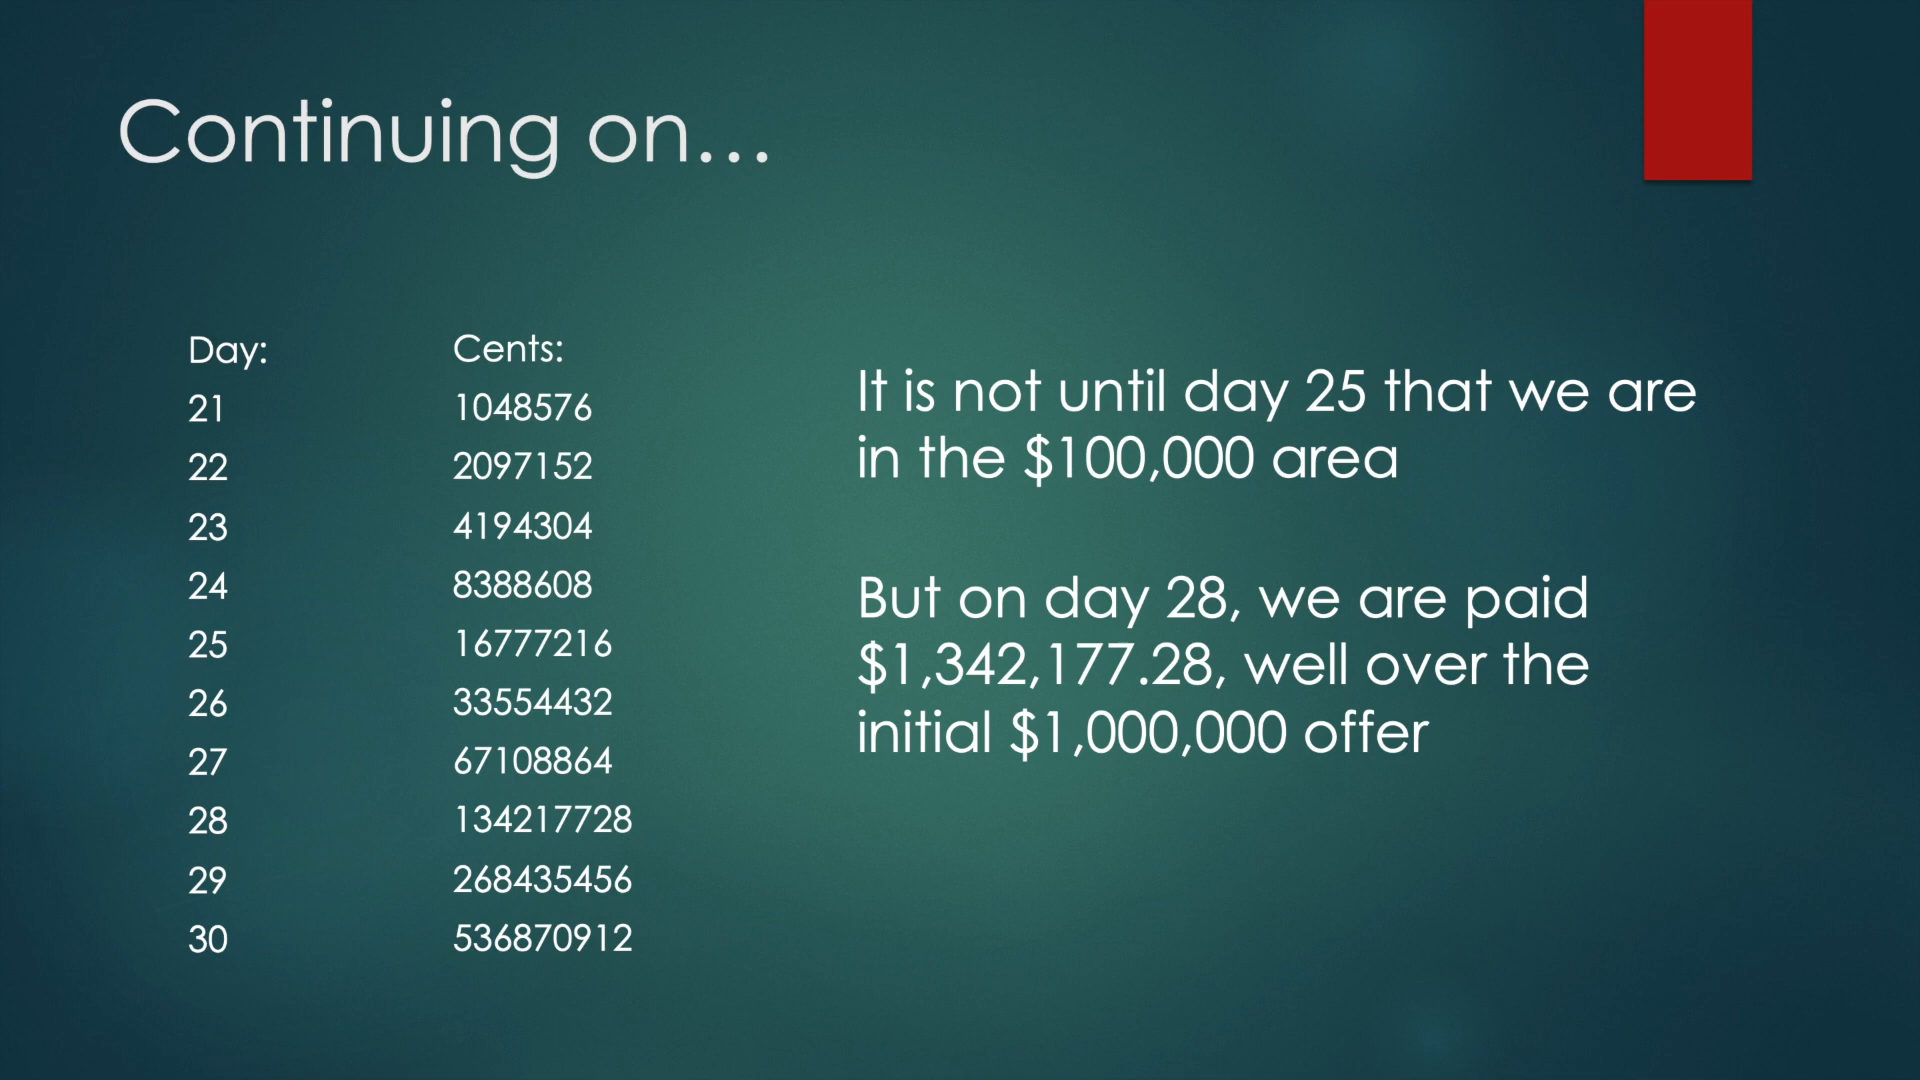 Continuing on...
Day: Cents:
21 1048576
22 2097152
23 4194304
24 8388608
25 16777216
26 33554432
27 67108864
28 134217728
29 268435456
30 536870912
It is not until day 25 that we are
in the $100,000 area
But on day 28, we are paid
$1,342,177.28, well over the
initial $1,000,000 offer